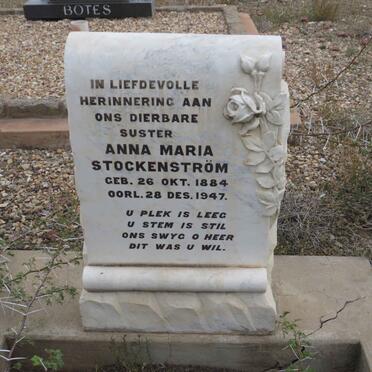 BOTES
IN LIEFDEVOLLE
HERINNERING AAN
ONS DIERBARE
SUSTER
ANNA MARIA
STOCKENSTRÖM
GEB. 26 OKT. 1884
OORL. 28 DES. 1947.
U PLEK IS LEEG
U STEM IS STIL
ONS SWYG O HEER
DIT WAS U WIL.